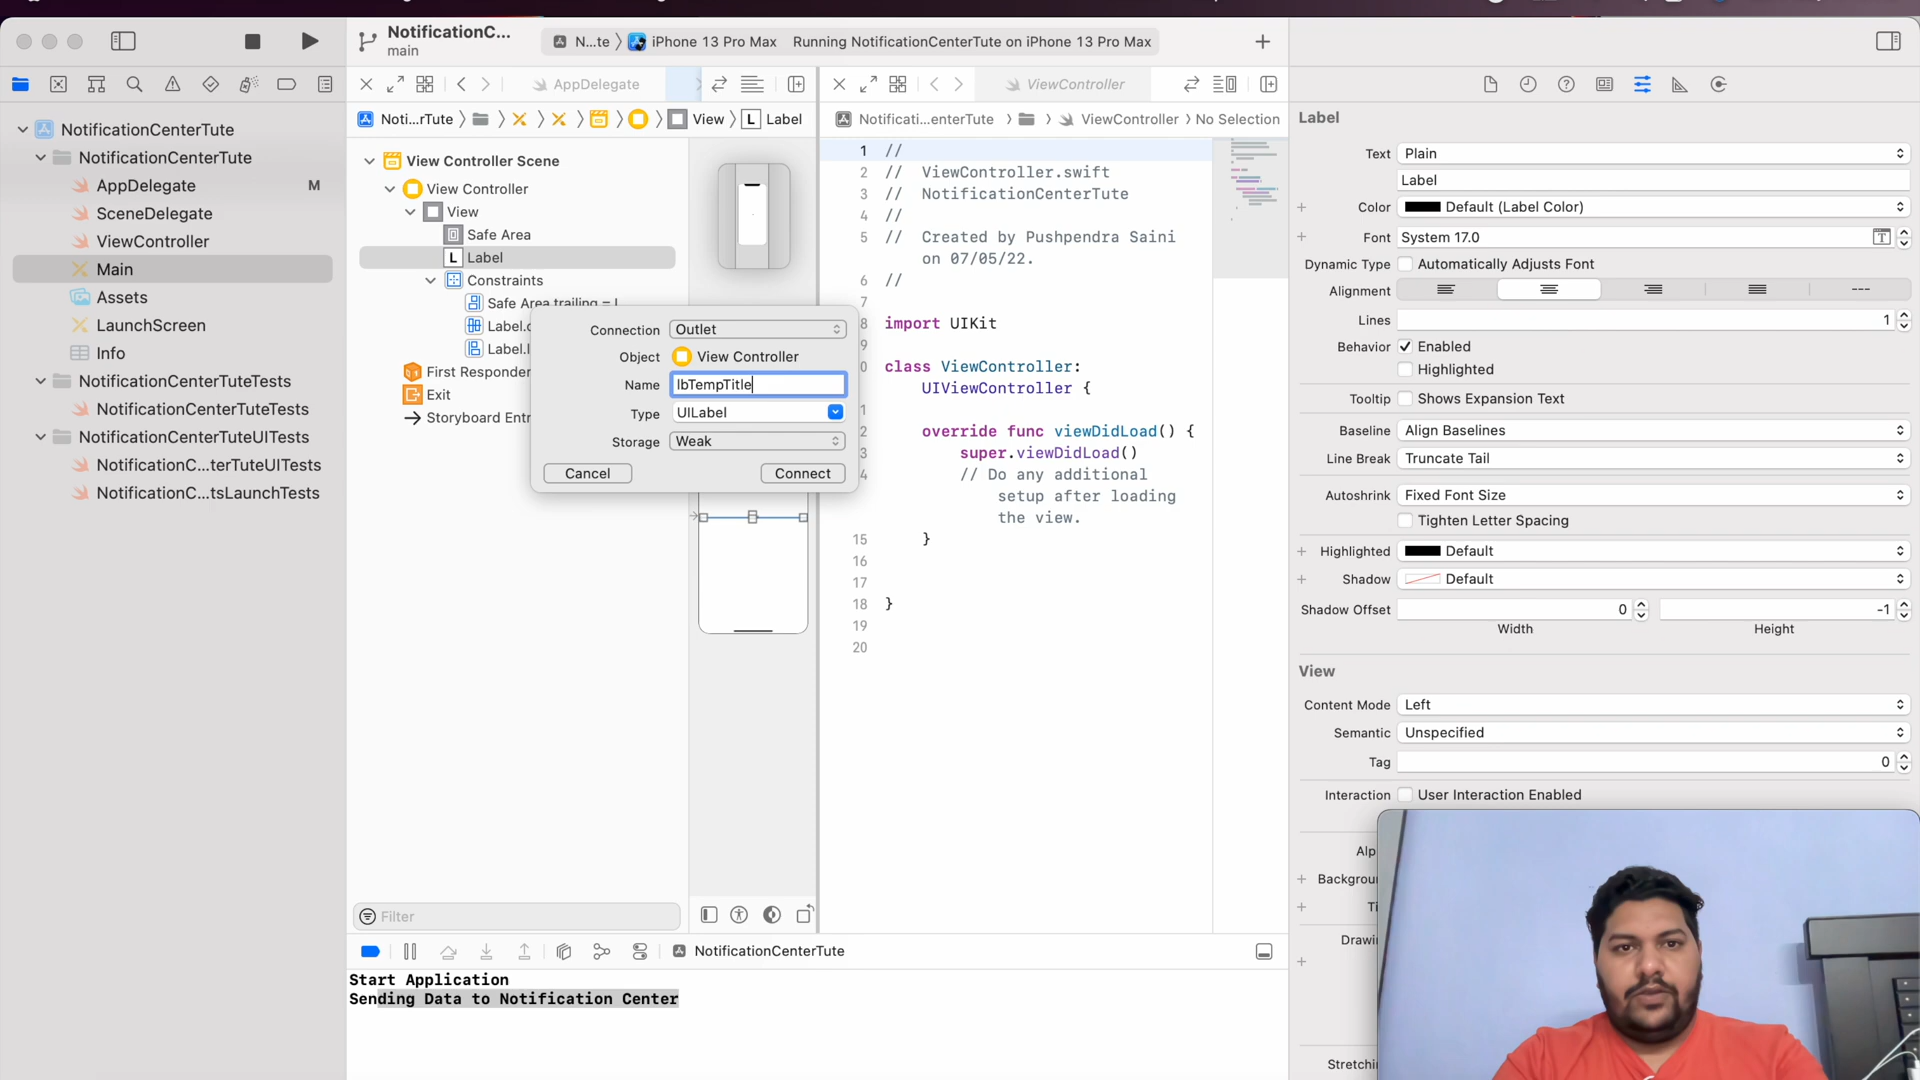 NotificationC...
main
N...te
iPhone 13 Pro Max
Running NotificationCenterTute on iPhone 13 Pro Max
AppDelegate
ViewController
Noti...rTute
View
L
Label
Notificati...enterTute
ViewController
No Selection
NotificationCenterTute
NotificationCenterTute
AppDelegate
M
SceneDelegate
ViewController
Main
Assets
LaunchScreen
Info
NotificationCenterTuteTests
NotificationCenterTuteTests
NotificationCenterTuteUITests
NotificationC...terTuteUITests
NotificationC...tsLaunchTests
View Controller Scene
View Controller
View
Safe Area
L Label
Constraints
Safe Area.trailing = L
Label.c
Label.l
First Responder
Exit
Storyboard Entr
Connection Outlet
Object View Controller
Name lbTempTitle
Type UILabel
Storage Weak
Cancel
Connect
1 //
2 // ViewController.swift
3 // NotificationCenterTute
4 //
5 // Created by Pushpendra Saini
on 07/05/22.
6 //
7
8 import UIKit
9
0 class ViewController:
UIViewController {
1
2 override func viewDidLoad() {
3 super.viewDidLoad()
4 // Do any additional
setup after loading
the view.
15 }
16
17
18 }
19
20
Filter
NotificationCenterTute
Start Application
Sending Data to Notification Center
Label
Text Plain
Label
Color Default (Label Color)
Font System 17.0
T
Dynamic Type Automatically Adjusts Font
Alignment
---
Lines 1
Behavior Enabled
Highlighted
Tooltip Shows Expansion Text
Baseline Align Baselines
Line Break Truncate Tail
Autoshrink Fixed Font Size
Tighten Letter Spacing
Highlighted Default
Shadow Default
Shadow Offset 0 -1
Width Height
View
Content Mode Left
Semantic Unspecified
Tag 0
Interaction User Interaction Enabled
Alp
Backgrou
Ti
Drawi
Stretchi